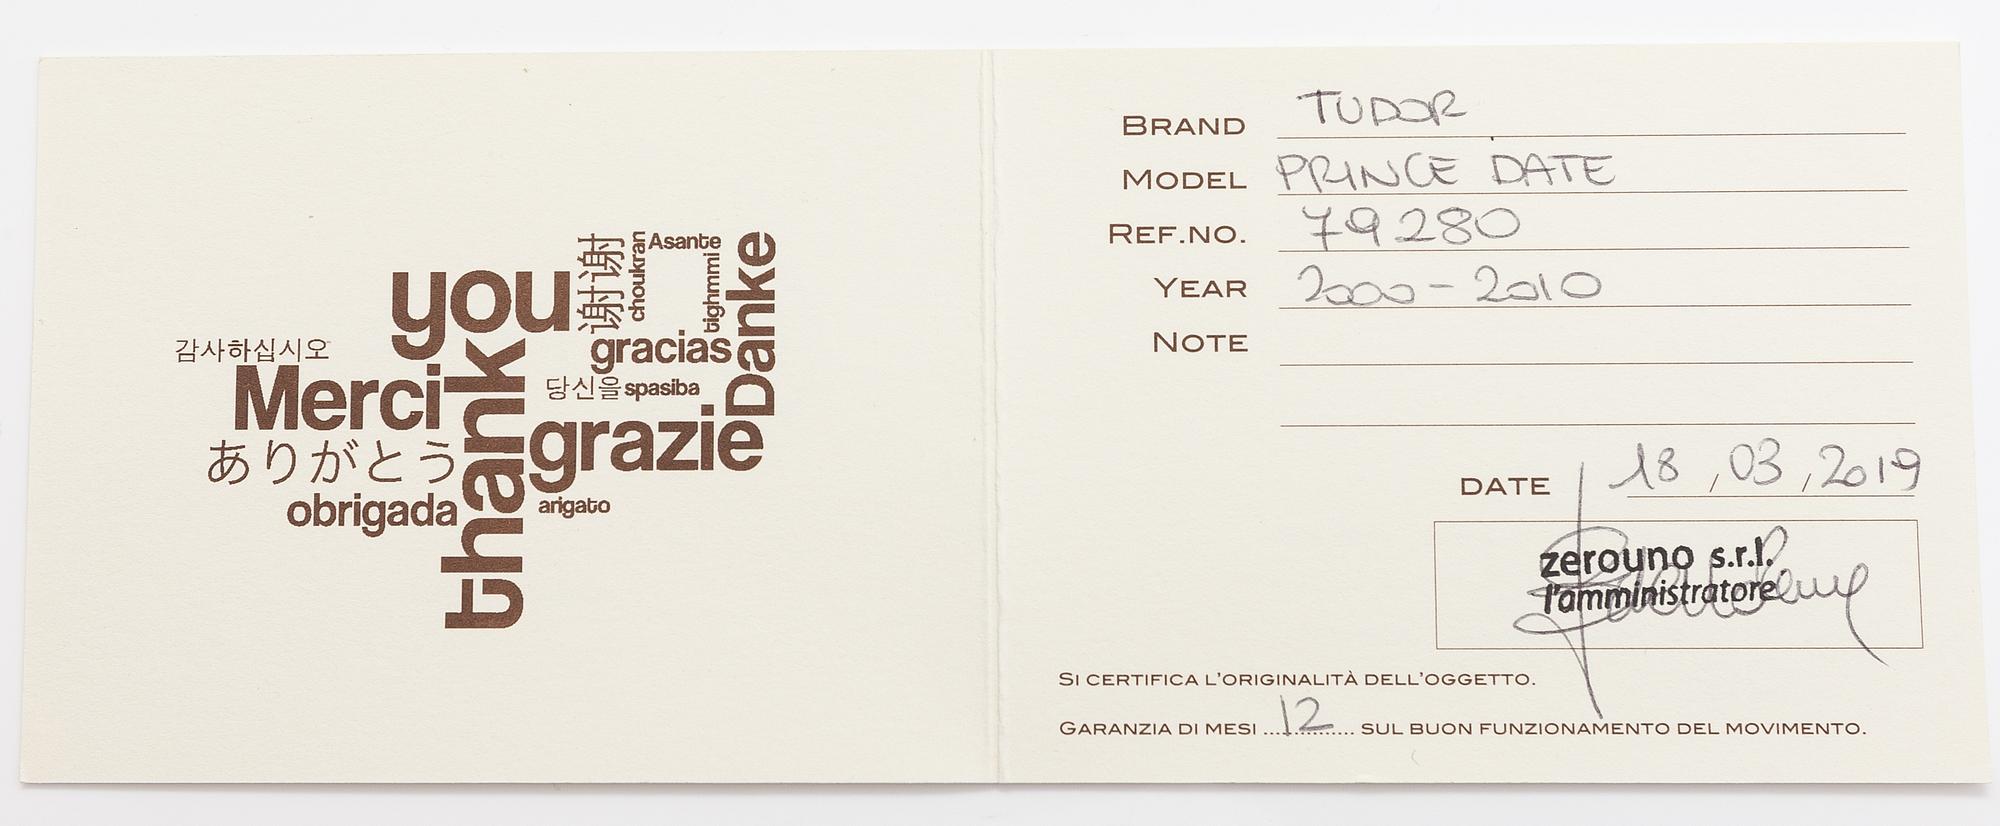 you
thank
谢谢
谢谢
choukran
Asante
tighmmi
Danke
gracias
감사하십시오
Merci
당신을
spasiba
grazie
ありがとう
obrigada
arigato
BRAND TUDOR
MODEL PRINCE DATE
REF.NO. 79280
YEAR 2000-2010
NOTE
DATE 18,03,2019
zerouno s.r.l.
l'amministratore
SI CERTIFICA L'ORIGINALITÀ DELL'OGGETTO.
GARANZIA DI MESI ....12.... SUL BUON FUNZIONAMENTO DEL MOVIMENTO.